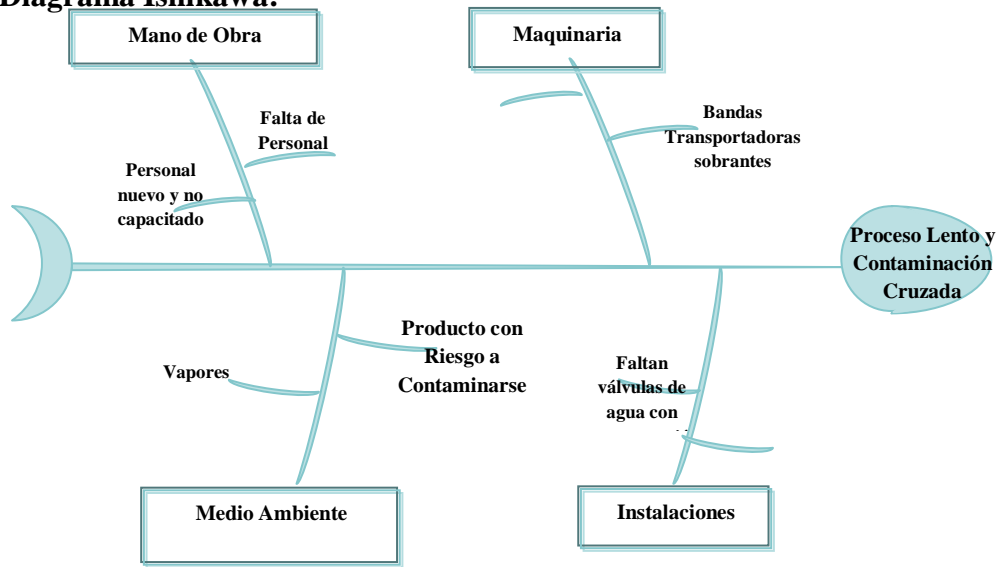 Diagrama Ishikawa:
Mano de Obra
Maquinaria
Falta de
Personal
Bandas
Transportadoras
sobrantes
Personal
nuevo y no
capacitado
Proceso Lento y
Contaminación
Cruzada
Producto con
Riesgo a
Contaminarse
Vapores
Faltan
válvulas de
agua con
Medio Ambiente
Instalaciones